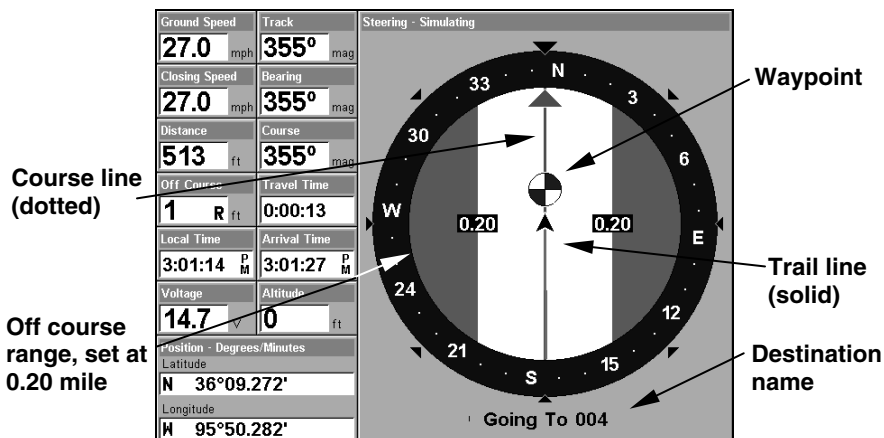 Ground Speed
27.0 mph
Track
355° mag
Closing Speed
27.0 mph
Bearing
355° mag
Distance
513 ft
Course
355° mag
Off Course
1 R ft
Travel Time
0:00:13
Local Time
3:01:14 PM
Arrival Time
3:01:27 PM
Voltage
14.7 V
Altitude
0 ft
Position - Degrees/Minutes
Latitude
N 36°09.272'
Longitude
W 95°50.282'
Steering - Simulating
N
3
6
E
12
15
S
21
24
W
30
33
0.20
0.20
Going To 004
Course line
(dotted)
Off course
range, set at
0.20 mile
Waypoint
Trail line
(solid)
Destination
name